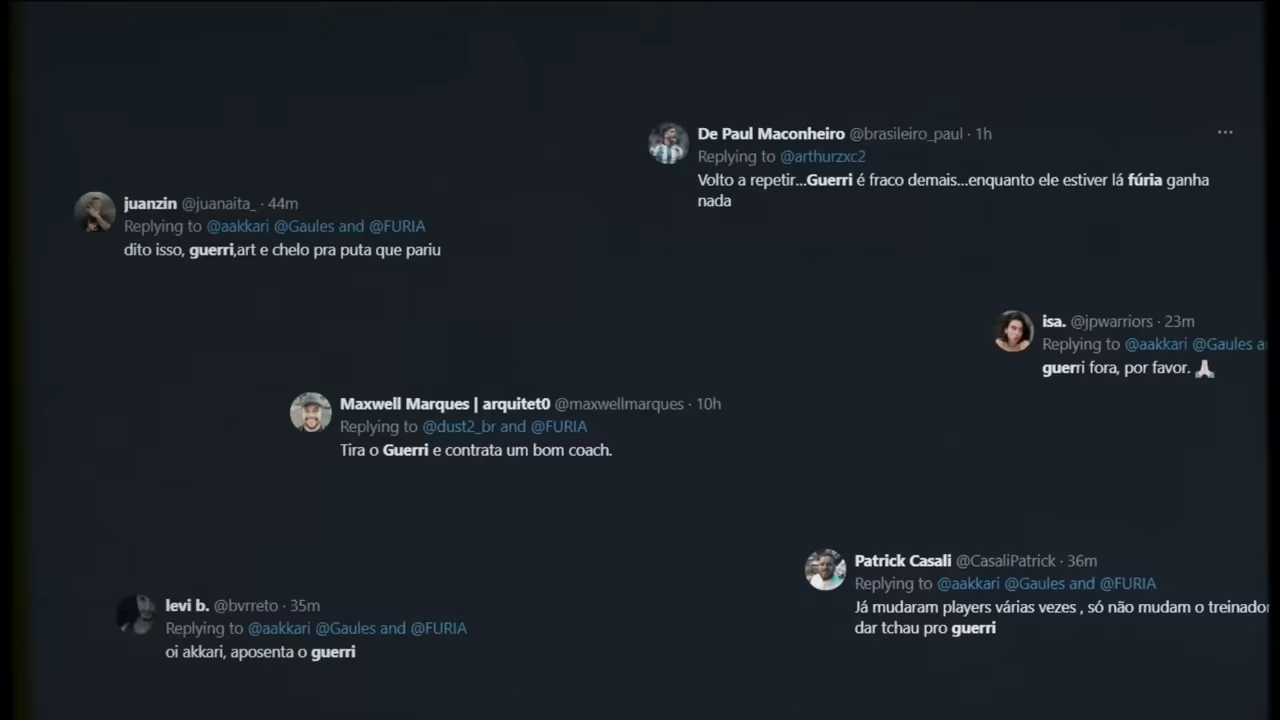 De Paul Maconheiro @brasileiro_paul · 1h
Replying to @arthurzxc2
Volto a repetir...Guerri é fraco demais...enquanto ele estiver lá fúria ganha
nada
juanzin @juanaita_ · 44m
Replying to @aakkari @Gaules and @FURIA
dito isso, guerri,art e chelo pra puta que pariu
isa. @jpwarriors · 23m
Replying to @aakkari @Gaules a
guerri fora, por favor.
Maxwell Marques | arquitet0 @maxwellmarques · 10h
Replying to @dust2_br and @FURIA
Tira o Guerri e contrata um bom coach.
Patrick Casali @CasaliPatrick · 36m
Replying to @aakkari @Gaules and @FURIA
Já mudaram players várias vezes , só não mudam o treinador
dar tchau pro guerri
levi b. @bvrreto · 35m
Replying to @aakkari @Gaules and @FURIA
oi akkari, aposenta o guerri